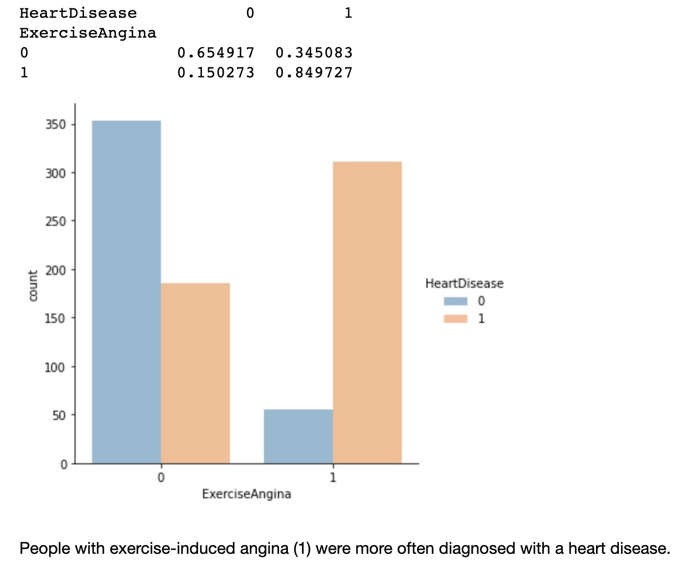 HeartDisease 0 1
ExerciseAngina
0 0.654917 0.345083
1 0.150273 0.849727
350
300
250
200
150
100
50
0
count
0 1
ExerciseAngina
HeartDisease
0
1
People with exercise-induced angina (1) were more often diagnosed with a heart disease.